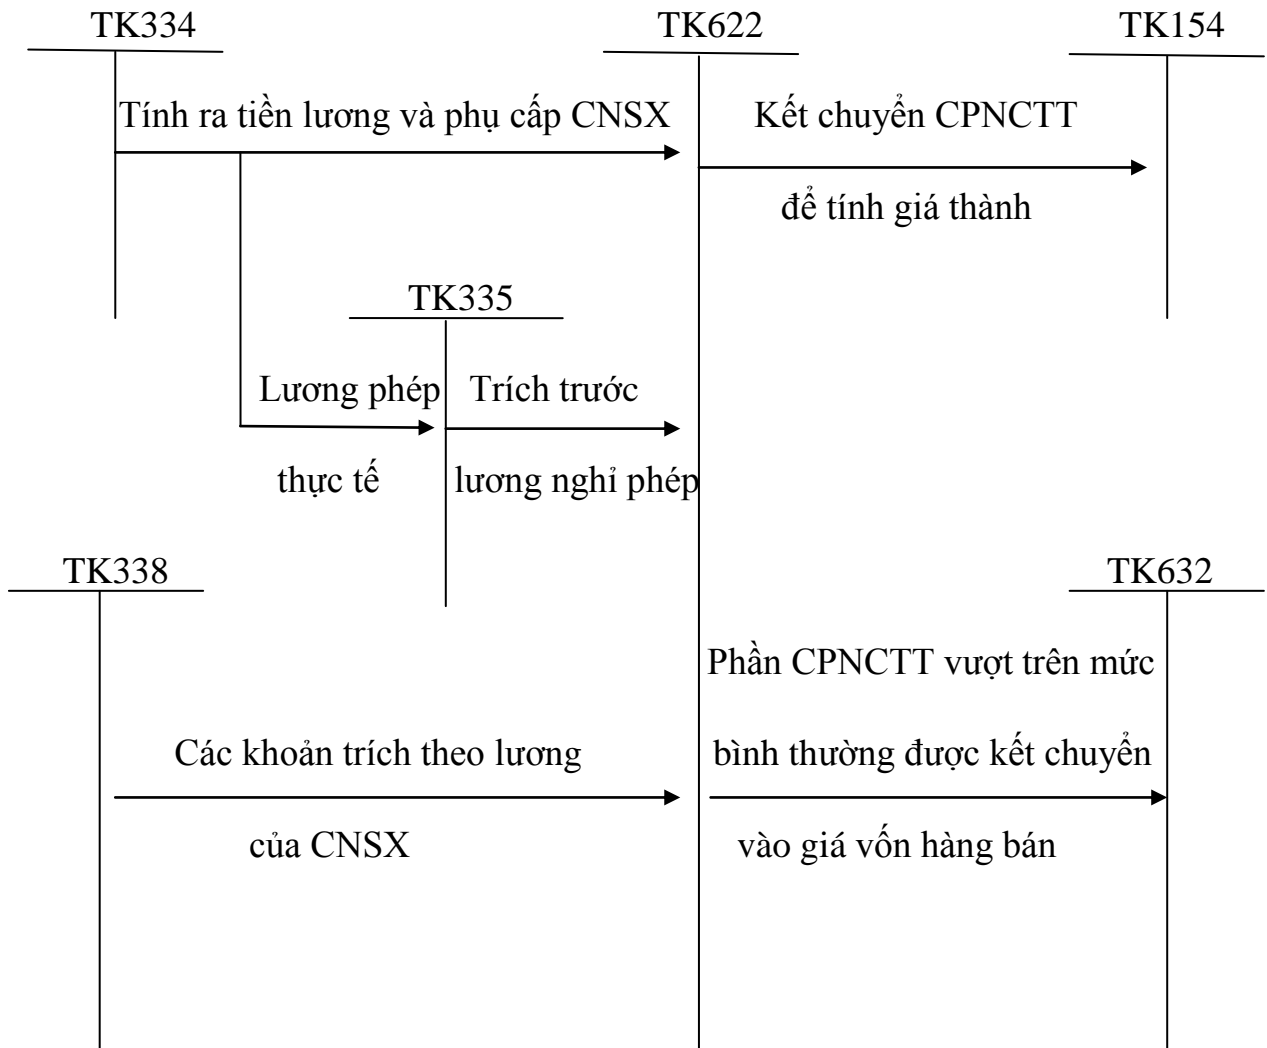 TK334
TK622
TK154
Tính ra tiền lương và phụ cấp CNSX
Kết chuyển CPNCTT
để tính giá thành
TK335
Lương phép
Trích trước
thực tế
lương nghỉ phép
TK338
TK632
Phần CPNCTT vượt trên mức
Các khoản trích theo lương
bình thường được kết chuyển
của CNSX
vào giá vốn hàng bán